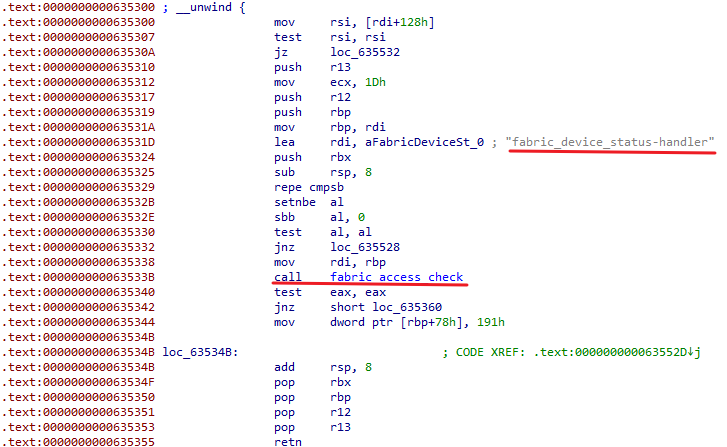 .text:0000000000635300 ; __unwind {
.text:0000000000635300 mov rsi, [rdi+128h]
.text:0000000000635307 test rsi, rsi
.text:000000000063530A jz loc_635532
.text:0000000000635310 push r13
.text:0000000000635312 mov ecx, 1Dh
.text:0000000000635317 push r12
.text:0000000000635319 push rbp
.text:000000000063531A mov rbp, rdi
.text:000000000063531D lea rdi, aFabricDeviceSt_0 ; "fabric_device_status-handler"
.text:0000000000635324 push rbx
.text:0000000000635325 sub rsp, 8
.text:0000000000635329 repe cmpsb
.text:000000000063532B setnbe al
.text:000000000063532E sbb al, 0
.text:0000000000635330 test al, al
.text:0000000000635332 jnz loc_635528
.text:0000000000635338 mov rdi, rbp
.text:000000000063533B call fabric_access_check
.text:0000000000635340 test eax, eax
.text:0000000000635342 jnz short loc_635360
.text:0000000000635344 mov dword ptr [rbp+78h], 191h
.text:000000000063534B
.text:000000000063534B loc_63534B: ; CODE XREF: .text:000000000063552D↓j
.text:000000000063534B add rsp, 8
.text:000000000063534F pop rbx
.text:0000000000635350 pop rbp
.text:0000000000635351 pop r12
.text:0000000000635353 pop r13
.text:0000000000635355 retn